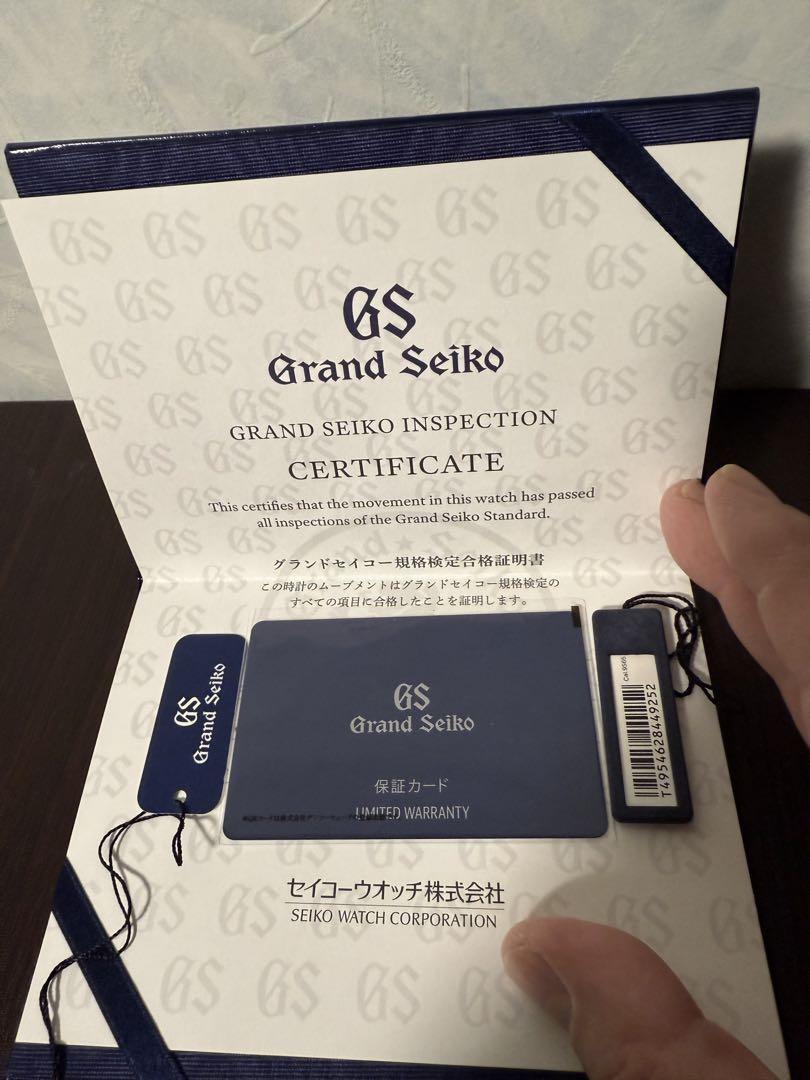 GS
Grand Seiko
GRAND SEIKO INSPECTION
CERTIFICATE
This certifies that the movement in this watch has passed
all inspections of the Grand Seiko Standard.
グランドセイコー規格検定合格証明書
この時計のムーブメントはグランドセイコー規格検定の
すべての項目に合格したことを証明します。
GS
Grand Seiko
GS
Grand Seiko
保証カード
LIMITED WARRANTY
Cal.9S65
T4954628449252
セイコーウオッチ株式会社
SEIKO WATCH CORPORATION